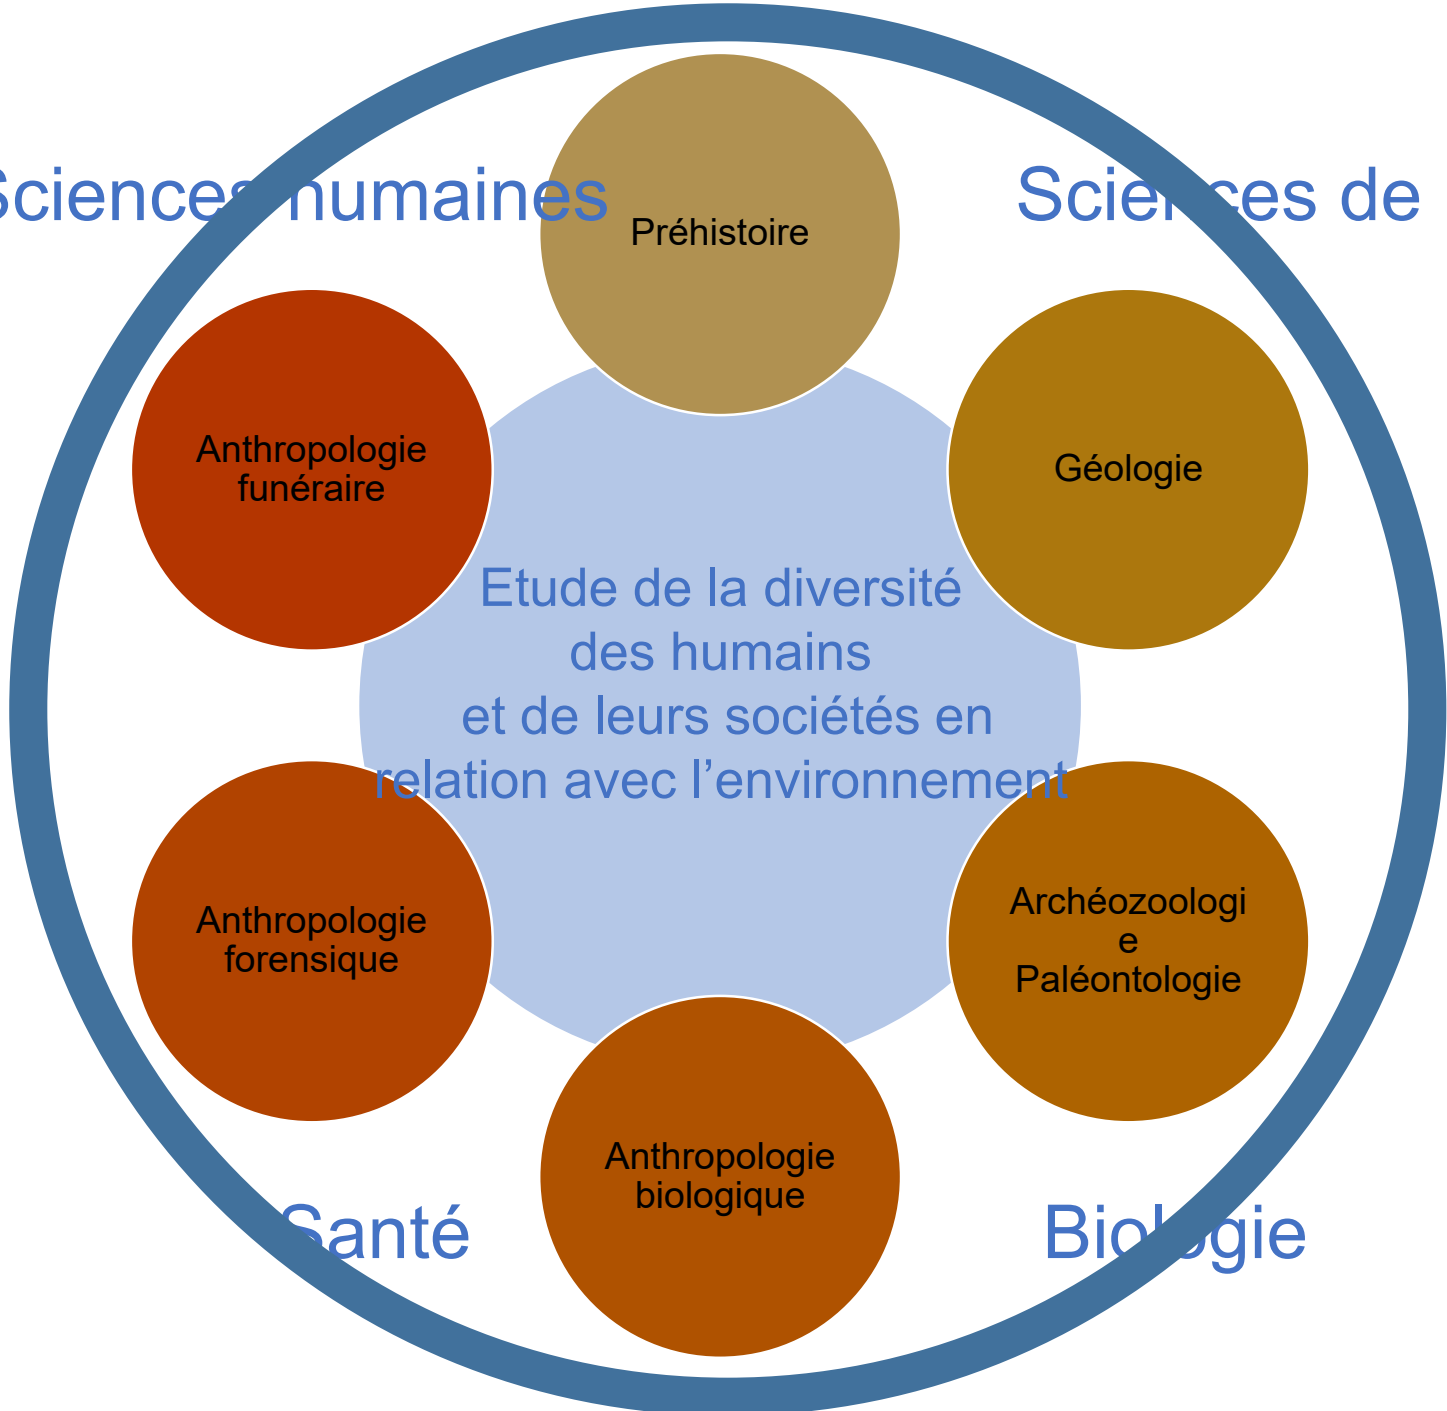 Sciences humaines
Sciences de
Préhistoire
Anthropologie
funéraire
Géologie
Etude de la diversité
des humains
et de leurs sociétés en
relation avec l’environnement
Anthropologie
forensique
Archéozoologi
e
Paléontologie
Anthropologie
biologique
Santé
Biologie